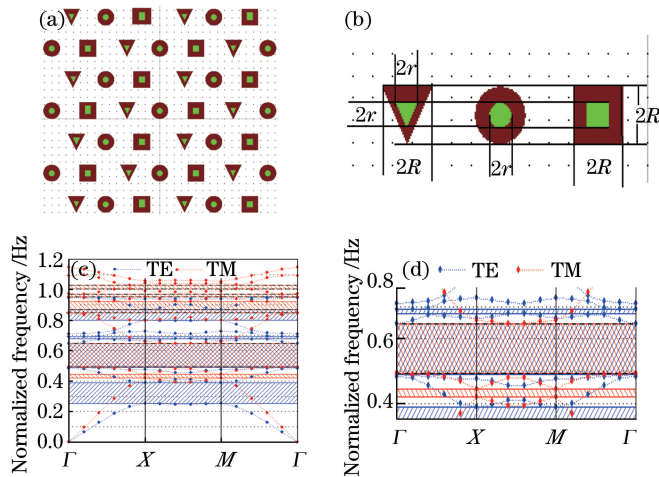 (a)
(b)
2r
2r
2R
2r
2R
2R
(c)
TE
TM
Normalized frequency /Hz
1.2
1.0
0.8
0.6
0.4
0.2
0.0
Γ
X
M
Γ
(d)
TE
TM
Normalized frequency /Hz
0.8
0.6
0.4
Γ
X
M
Γ